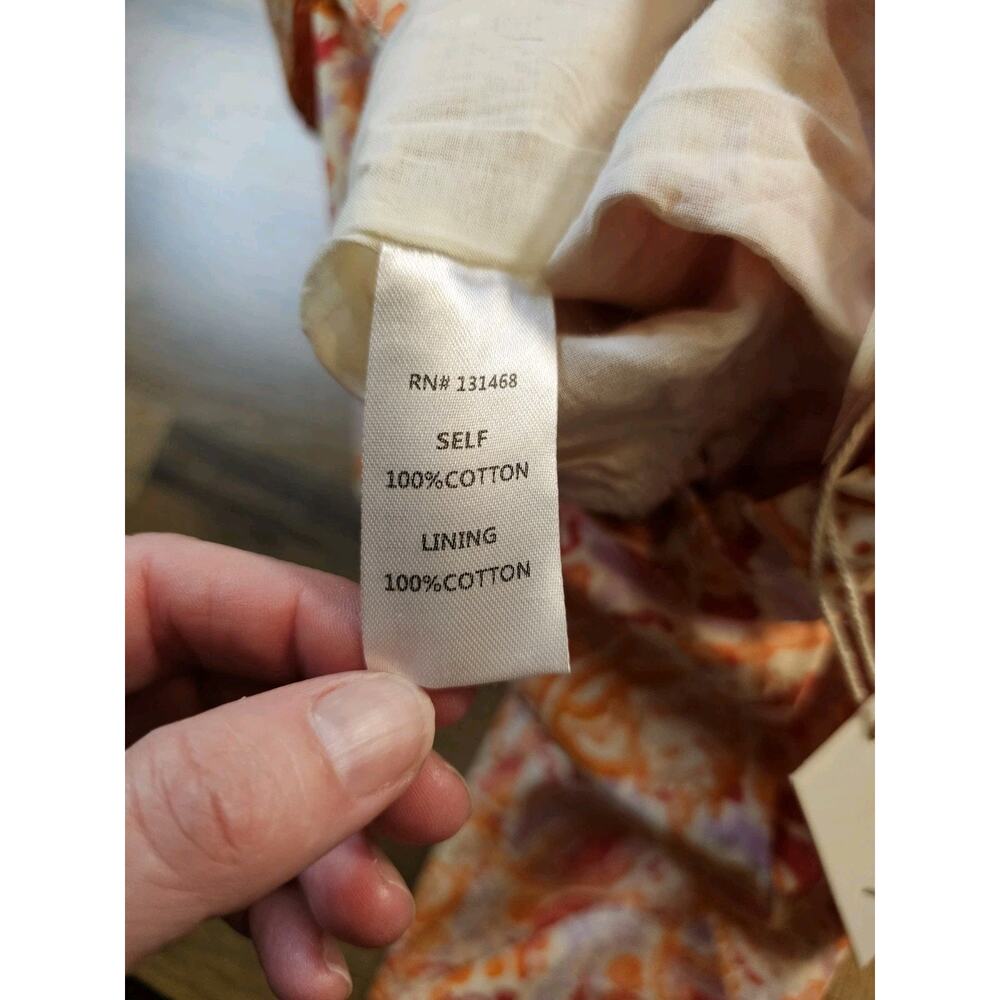 RN# 131468
SELF
100%COTTON
LINING
100%COTTON